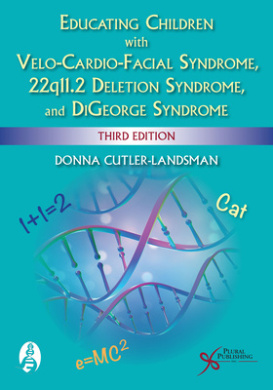 EDUCATING CHILDREN
with
VELO-CARDIO-FACIAL SYNDROME,
22q11.2 DELETION SYNDROME,
and DIGEORGE SYNDROME
THIRD EDITION
DONNA CUTLER-LANDSMAN
1+1=2
Cat
e=MC²
PLURAL
PUBLISHING